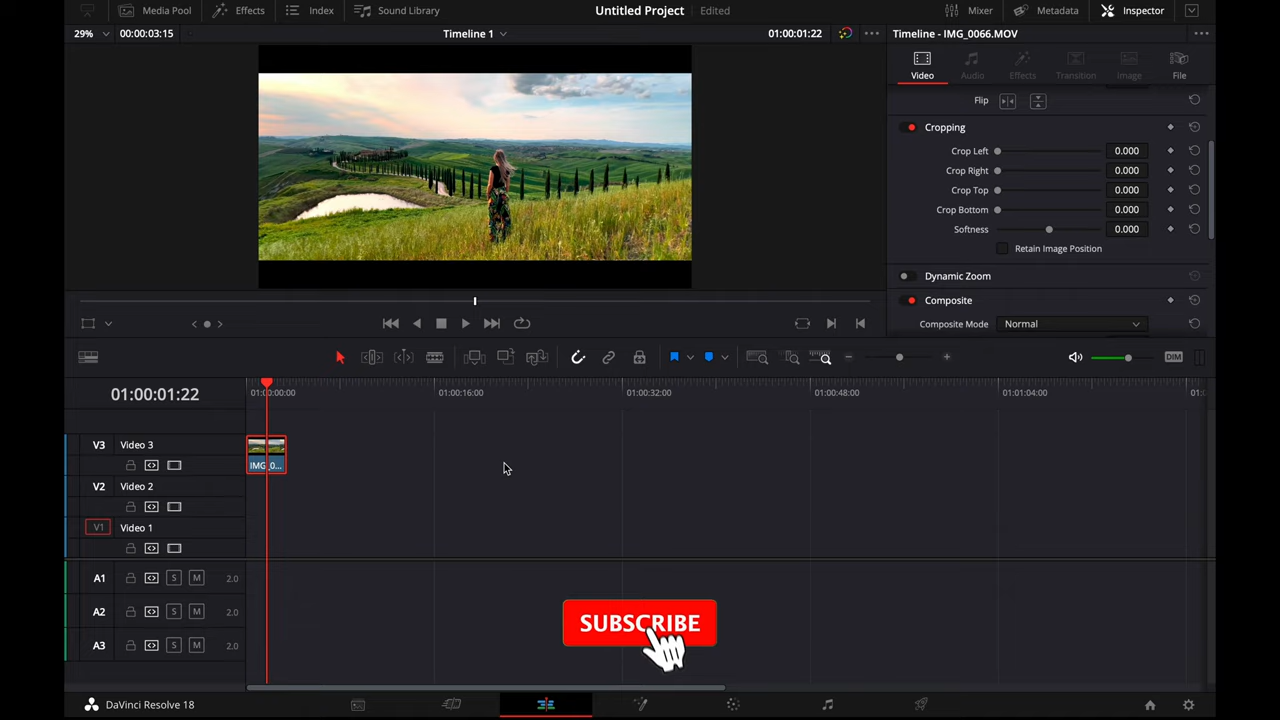 Media Pool
Effects
Index
Sound Library
Untitled Project
Edited
Mixer
Metadata
Inspector
29%
00:00:03:15
Timeline 1
01:00:01:22
Timeline - IMG_0066.MOV
Video
Audio
Effects
Transition
Image
File
Flip
Cropping
Crop Left 0.000
Crop Right 0.000
Crop Top 0.000
Crop Bottom 0.000
Softness 0.000
Retain Image Position
Dynamic Zoom
Composite
Composite Mode Normal
DIM
01:00:01:22
01:00:00:00
01:00:16:00
01:00:32:00
01:00:48:00
01:01:04:00
V3 Video 3
IMG_0...
V2 Video 2
V1 Video 1
A1 S M 2.0
A2 S M 2.0
A3 S M 2.0
SUBSCRIBE
DaVinci Resolve 18